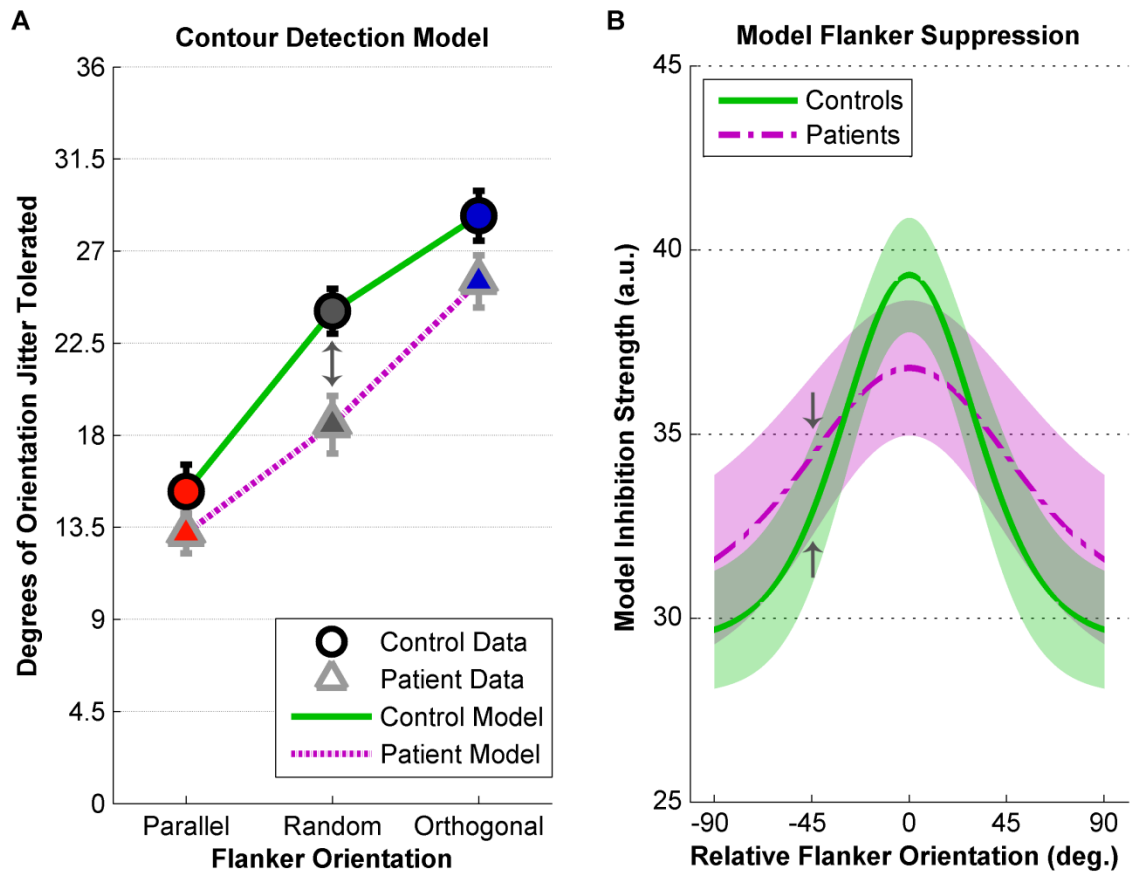 A
Contour Detection Model
36
31.5
27
22.5
18
13.5
9
4.5
0
Degrees of Orientation Jitter Tolerated
Control Data
Patient Data
Control Model
Patient Model
Parallel
Random
Orthogonal
Flanker Orientation
B
Model Flanker Suppression
45
40
35
30
25
Model Inhibition Strength (a.u.)
Controls
Patients
-90
-45
0
45
90
Relative Flanker Orientation (deg.)